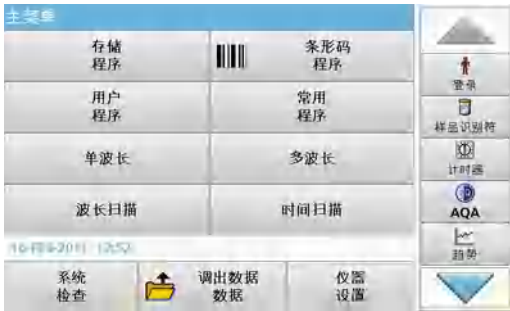 主菜单
存储
程序
条形码
程序
用户
程序
常用
程序
单波长
多波长
波长扫描
时间扫描
系统
检查
调出数据
数据
仪器
设置
登录
样品识别符
计时器
AQA
趋势